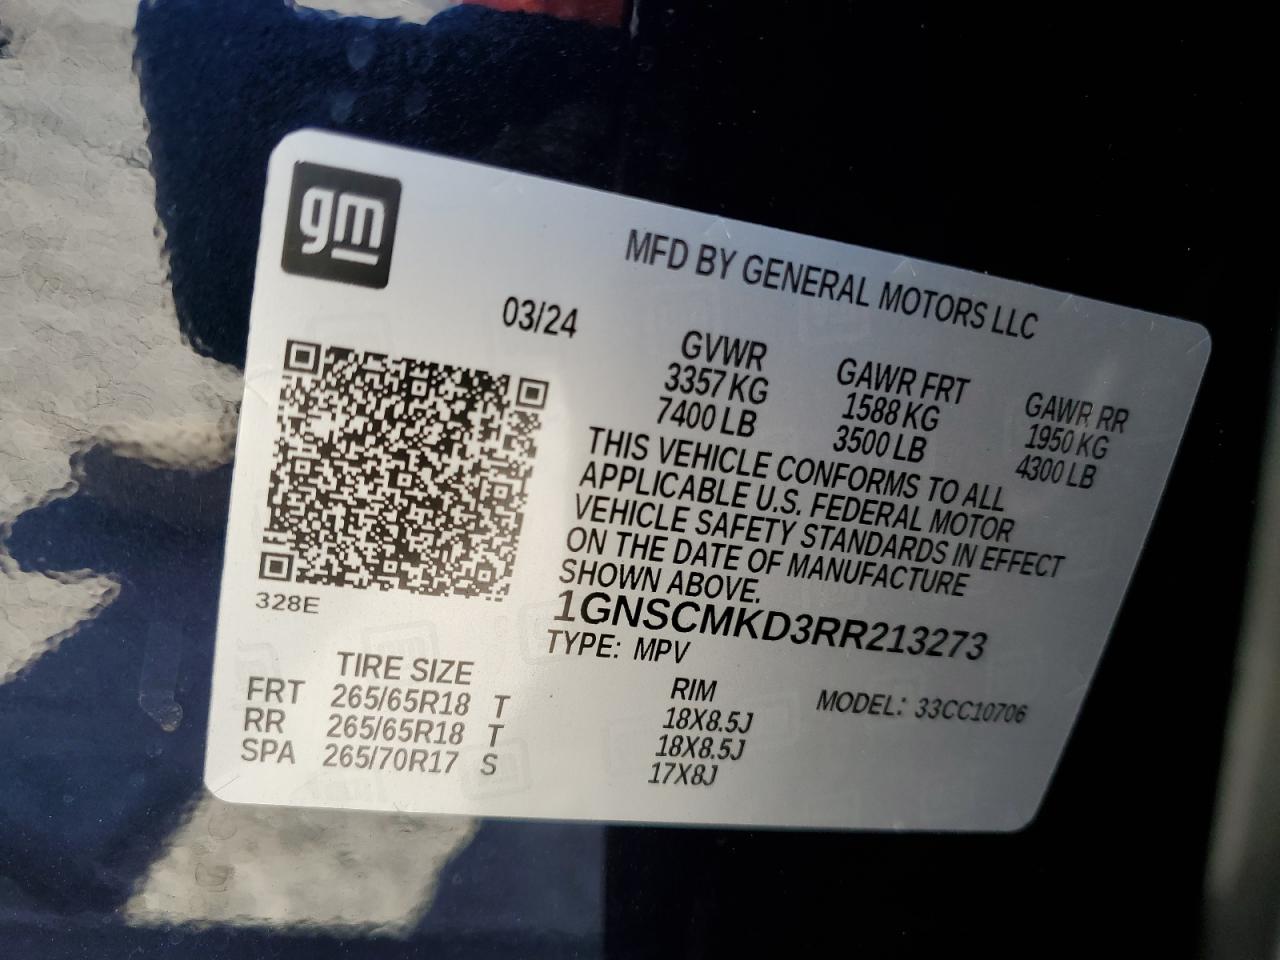 gm
MFD BY GENERAL MOTORS LLC
03/24
GVWR GAWR FRT GAWR RR
3357 KG 1588 KG 1950 KG
7400 LB 3500 LB 4300 LB
THIS VEHICLE CONFORMS TO ALL
APPLICABLE U.S. FEDERAL MOTOR
VEHICLE SAFETY STANDARDS IN EFFECT
ON THE DATE OF MANUFACTURE
SHOWN ABOVE.
328E
1GNSCMKD3RR213273
TYPE: MPV MODEL: 33CC10706
TIRE SIZE RIM
FRT 265/65R18 T 18X8.5J
RR 265/65R18 T 18X8.5J
SPA 265/70R17 S 17X8J